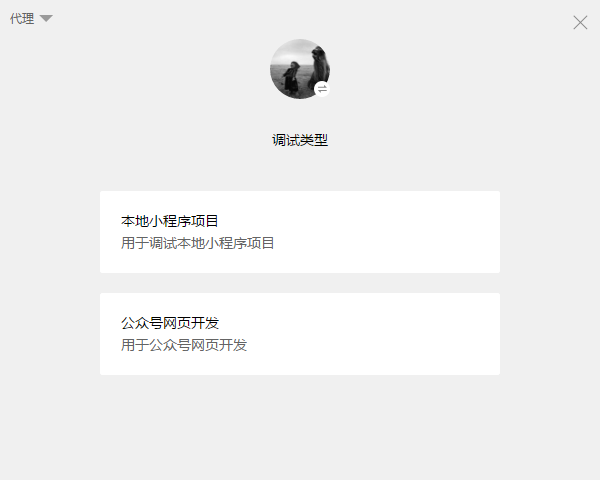 代理
调试类型
本地小程序项目
用于调试本地小程序项目
公众号网页开发
用于公众号网页开发